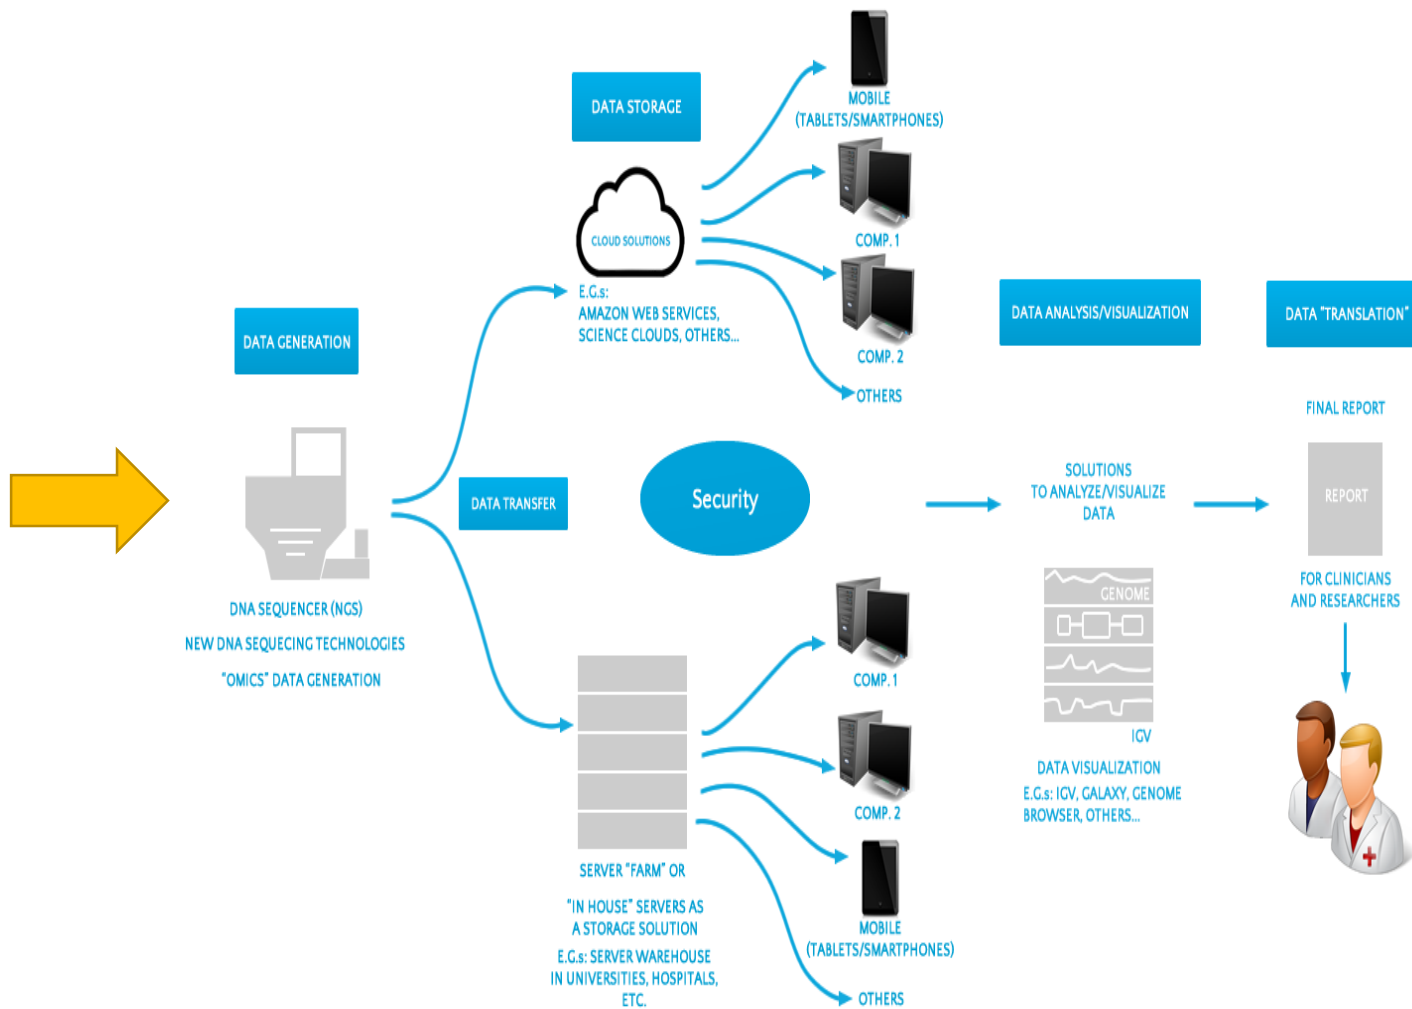 DATA GENERATION
DNA SEQUENCER (NGS)
NEW DNA SEQUECING TECHNOLOGIES
"OMICS" DATA GENERATION
DATA TRANSFER
DATA STORAGE
CLOUD SOLUTIONS
E.G.s:
AMAZON WEB SERVICES,
SCIENCE CLOUDS, OTHERS...
MOBILE
(TABLETS/SMARTPHONES)
COMP. 1
COMP. 2
OTHERS
Security
SERVER "FARM" OR
"IN HOUSE" SERVERS AS
A STORAGE SOLUTION
E.G.s: SERVER WAREHOUSE
IN UNIVERSITIES, HOSPITALS,
ETC.
COMP. 1
COMP. 2
MOBILE
(TABLETS/SMARTPHONES)
OTHERS
DATA ANALYSIS/VISUALIZATION
SOLUTIONS
TO ANALYZE/VISUALIZE
DATA
GENOME
IGV
DATA VISUALIZATION
E.G.s: IGV, GALAXY, GENOME
BROWSER, OTHERS...
DATA "TRANSLATION"
FINAL REPORT
REPORT
FOR CLINICIANS
AND RESEARCHERS